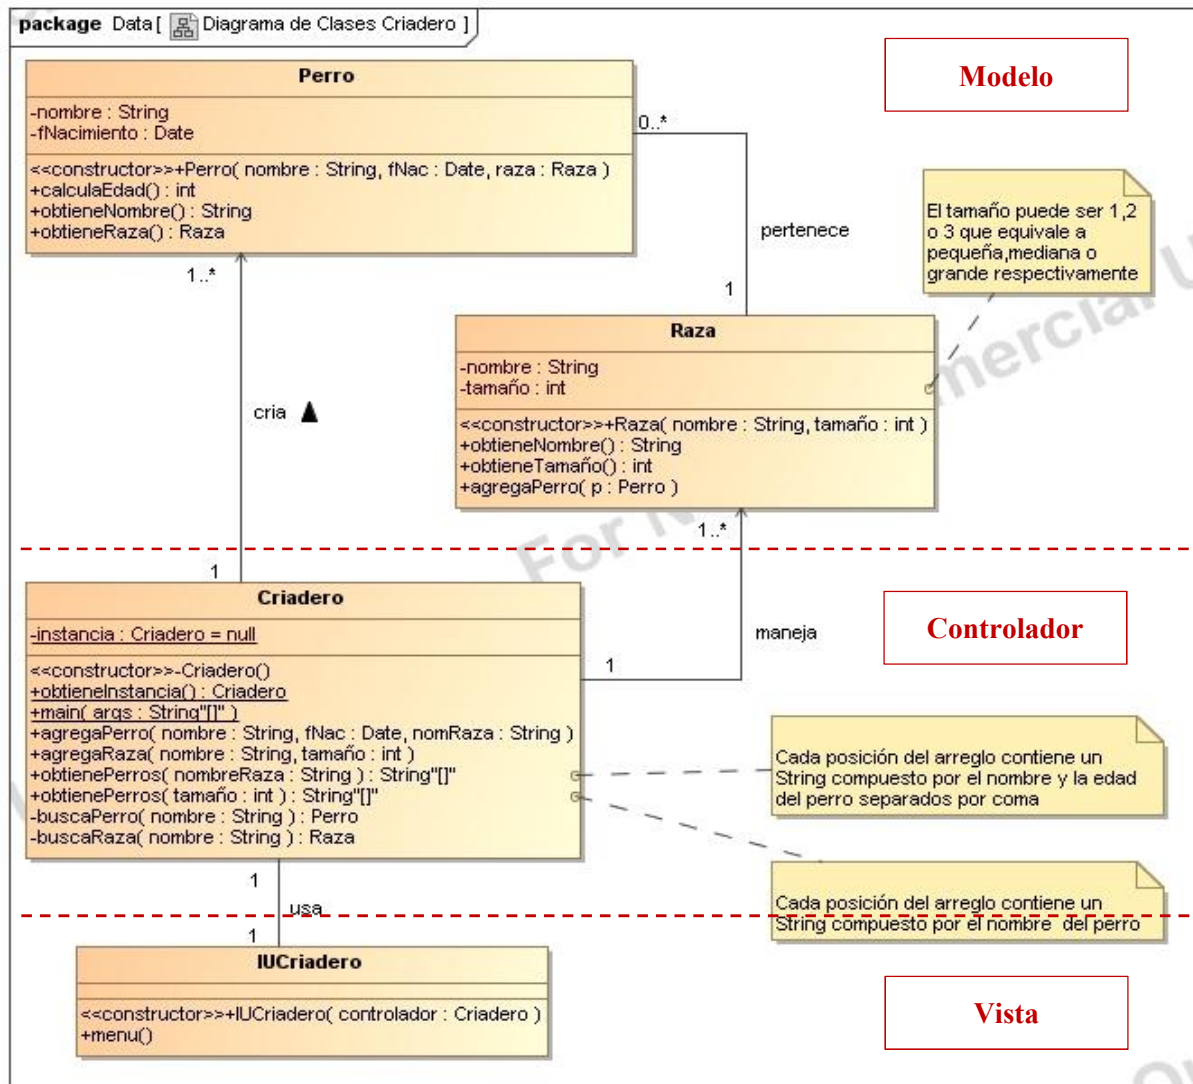 package Data[ Diagrama de Clases Criadero ]
Modelo
Perro
-nombre : String
-fNacimiento : Date
<<constructor>>+Perro( nombre : String, fNac : Date, raza : Raza )
+calculaEdad() : int
+obtieneNombre() : String
+obtieneRaza() : Raza
0..*
pertenece
1
El tamaño puede ser 1,2
o 3 que equivale a
pequeña,mediana o
grande respectivamente
1..*
cria
1
Raza
-nombre : String
-tamaño : int
<<constructor>>+Raza( nombre : String, tamaño : int )
+obtieneNombre() : String
+obtieneTamaño() : int
+agregaPerro( p : Perro )
1..*
maneja
1
Controlador
Criadero
-instancia : Criadero = null
<<constructor>>-Criadero()
+obtieneInstancia() : Criadero
+main( args : String"[]" )
+agregaPerro( nombre : String, fNac : Date, nomRaza : String )
+agregaRaza( nombre : String, tamaño : int )
+obtienePerros( nombreRaza : String ) : String"[]"
+obtienePerros( tamaño : int ) : String"[]"
-buscaPerro( nombre : String ) : Perro
-buscaRaza( nombre : String ) : Raza
Cada posición del arreglo contiene un
String compuesto por el nombre y la edad
del perro separados por coma
Cada posición del arreglo contiene un
String compuesto por el nombre del perro
1
usa
1
IUCriadero
<<constructor>>+IUCriadero( controlador : Criadero )
+menu()
Vista
For N